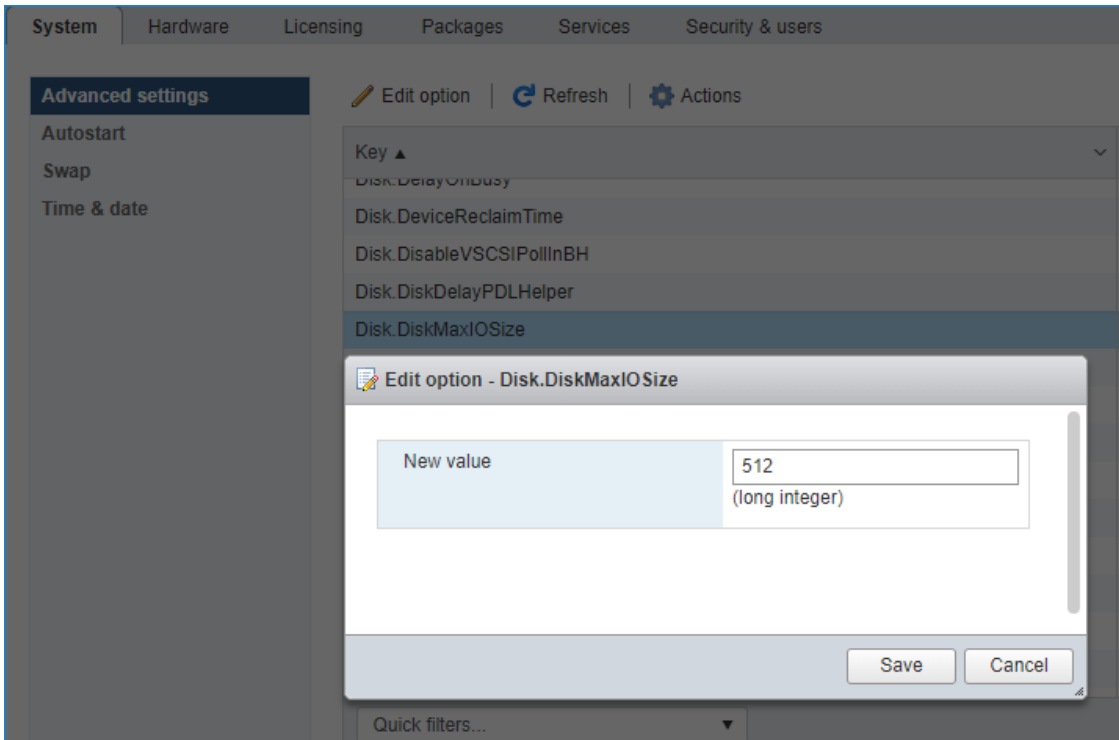 System Hardware Licensing Packages Services Security & users
Advanced settings
Autostart
Swap
Time & date
Edit option Refresh Actions
Key ▲
Disk.DelayOnBusy
Disk.DeviceReclaimTime
Disk.DisableVSCSIPollInBH
Disk.DiskDelayPDLHelper
Disk.DiskMaxIOSize
Edit option - Disk.DiskMaxIOSize
New value 512
(long integer)
Save Cancel
Quick filters...